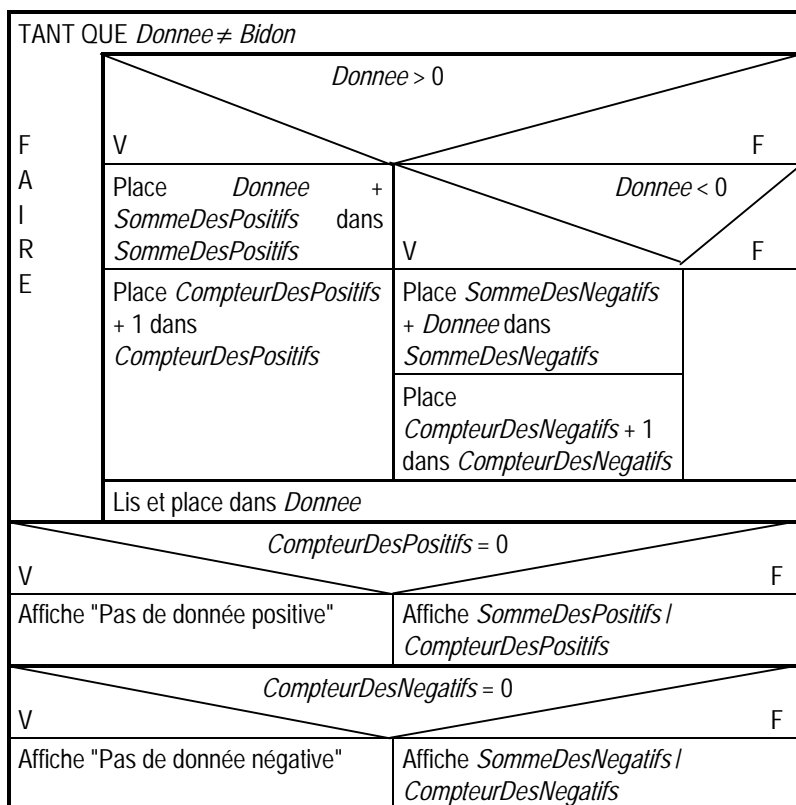 TANT QUE Donnee ≠ Bidon
Donnee > 0
F
A
I
R
E
V
F
Place Donnee +
SommeDesPositifs dans
SommeDesPositifs
Donnee < 0
V
F
Place CompteurDesPositifs
+ 1 dans
CompteurDesPositifs
Place SommeDesNegatifs
+ Donnee dans
SommeDesNegatifs
Place
CompteurDesNegatifs + 1
dans CompteurDesNegatifs
Lis et place dans Donnee
CompteurDesPositifs = 0
V
F
Affiche "Pas de donnée positive"
Affiche SommeDesPositifs /
CompteurDesPositifs
CompteurDesNegatifs = 0
V
F
Affiche "Pas de donnée négative"
Affiche SommeDesNegatifs /
CompteurDesNegatifs